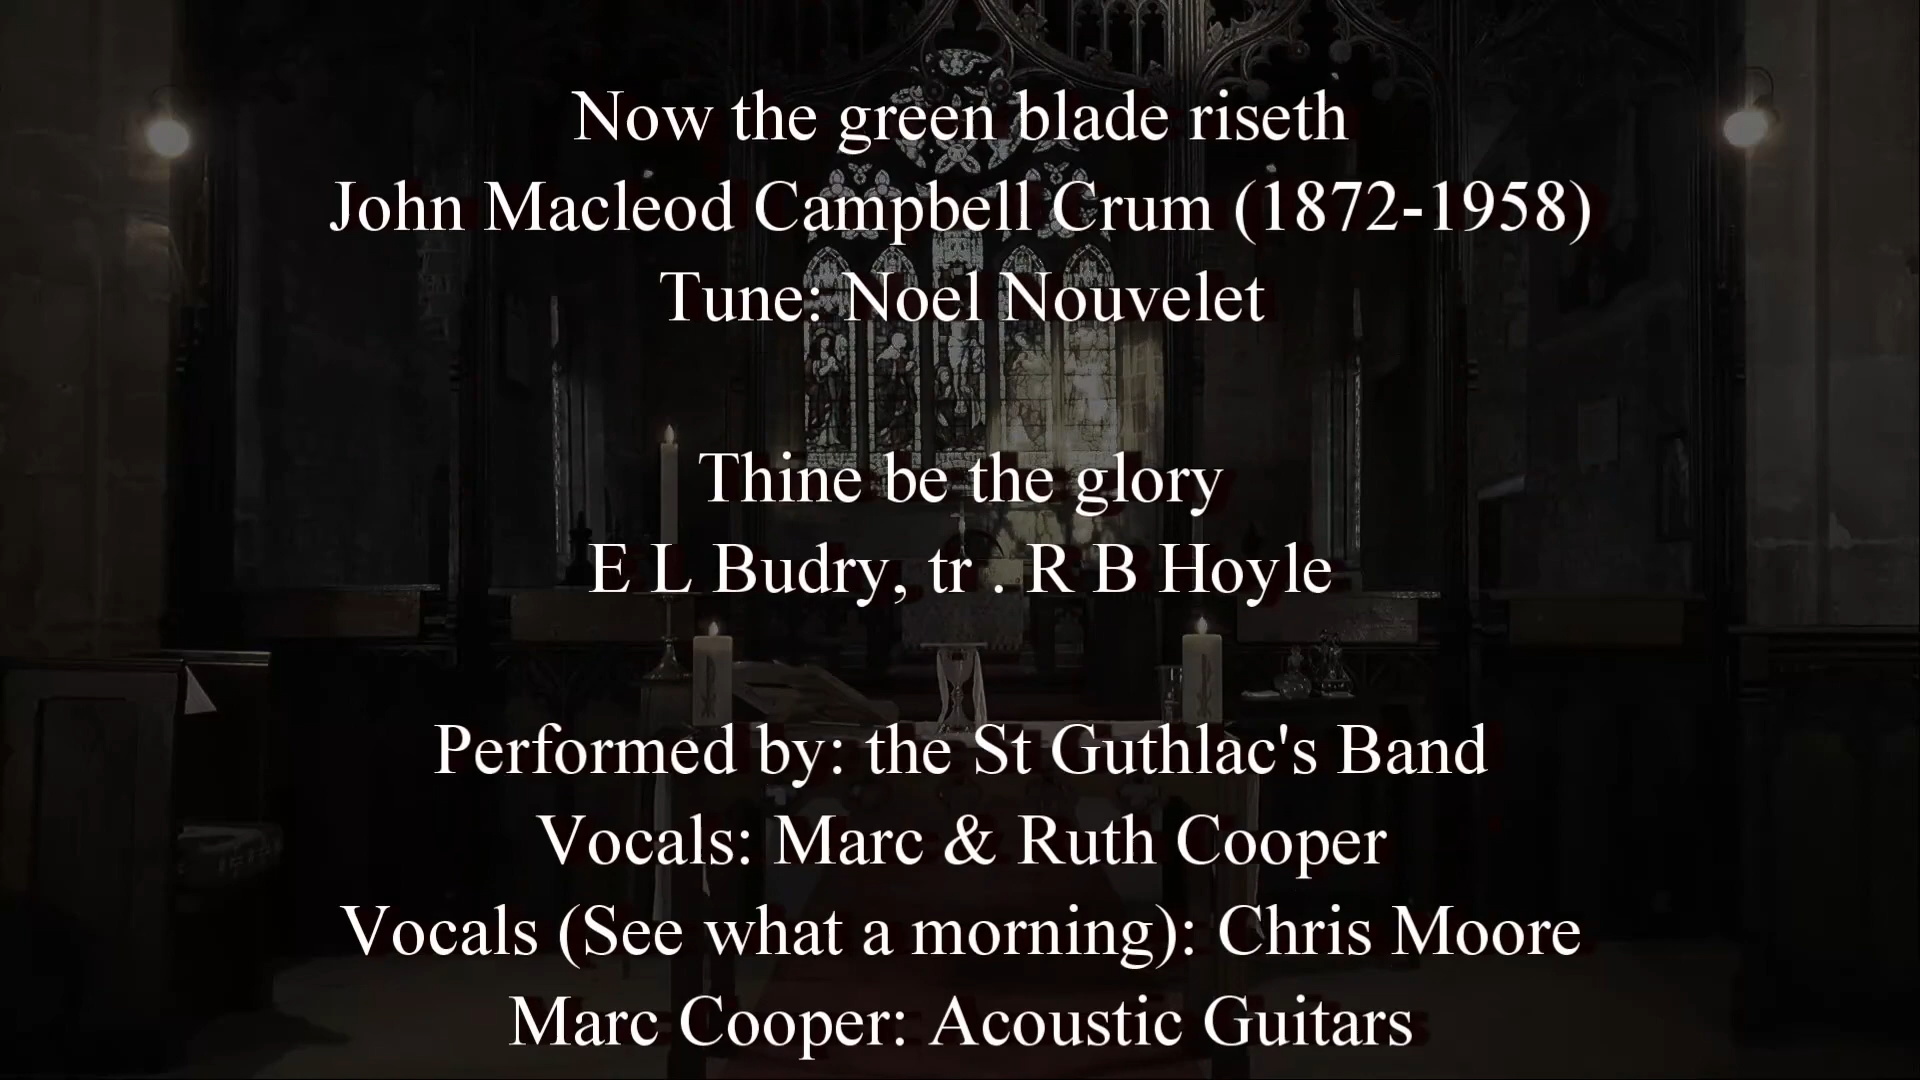 Now the green blade riseth
John Macleod Campbell Crum (1872-1958)
Tune: Noel Nouvelet
Thine be the glory
E L Budry, tr . R B Hoyle
Performed by: the St Guthlac's Band
Vocals: Marc & Ruth Cooper
Vocals (See what a morning): Chris Moore
Marc Cooper: Acoustic Guitars